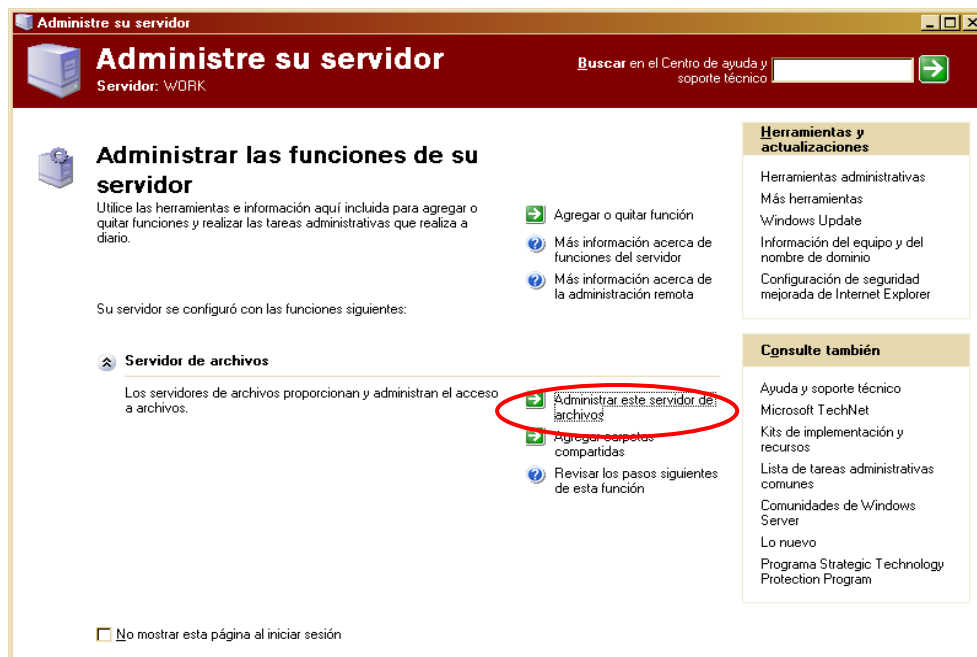 Administre su servidor
Administre su servidor
Servidor: WORK
Buscar en el Centro de ayuda y
soporte técnico
Administrar las funciones de su
servidor
Utilice las herramientas e información aquí incluida para agregar o
quitar funciones y realizar las tareas administrativas que realiza a
diario.
Agregar o quitar función
Más información acerca de
funciones del servidor
Más información acerca de
la administración remota
Su servidor se configuró con las funciones siguientes:
Servidor de archivos
Los servidores de archivos proporcionan y administran el acceso
a archivos.
Administrar este servidor de
archivos
Agregar carpetas
compartidas
Revisar los pasos siguientes
de esta función
Herramientas y
actualizaciones
Herramientas administrativas
Más herramientas
Windows Update
Información del equipo y del
nombre de dominio
Configuración de seguridad
mejorada de Internet Explorer
Consulte también
Ayuda y soporte técnico
Microsoft TechNet
Kits de implementación y
recursos
Lista de tareas administrativas
comunes
Comunidades de Windows
Server
Lo nuevo
Programa Strategic Technology
Protection Program
No mostrar esta página al iniciar sesión